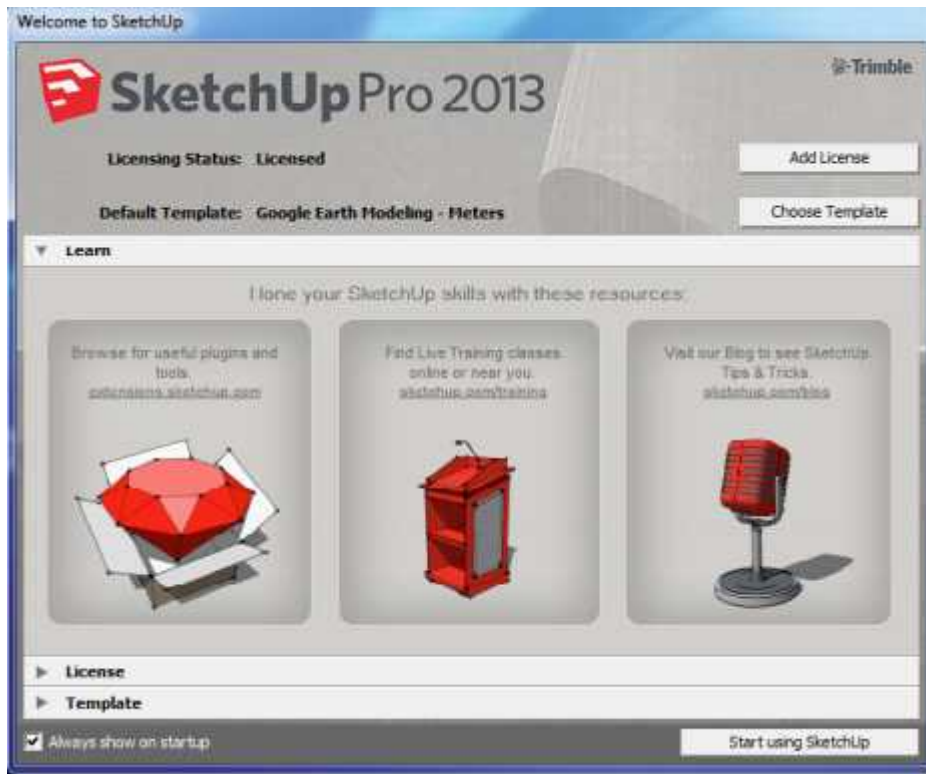 Welcome to SketchUp
SketchUp Pro 2013
Trimble
Licensing Status: Licensed
Add License
Default Template: Google Earth Modeling - Meters
Choose Template
Learn
Hone your SketchUp skills with these resources:
Browse for useful plugins and
tools.
extensions.sketchup.com
Find Live Training classes
online or near you.
sketchup.com/training
Visit our Blog to see SketchUp
Tips & Tricks.
sketchup.com/blog
License
Template
Always show on startup
Start using SketchUp